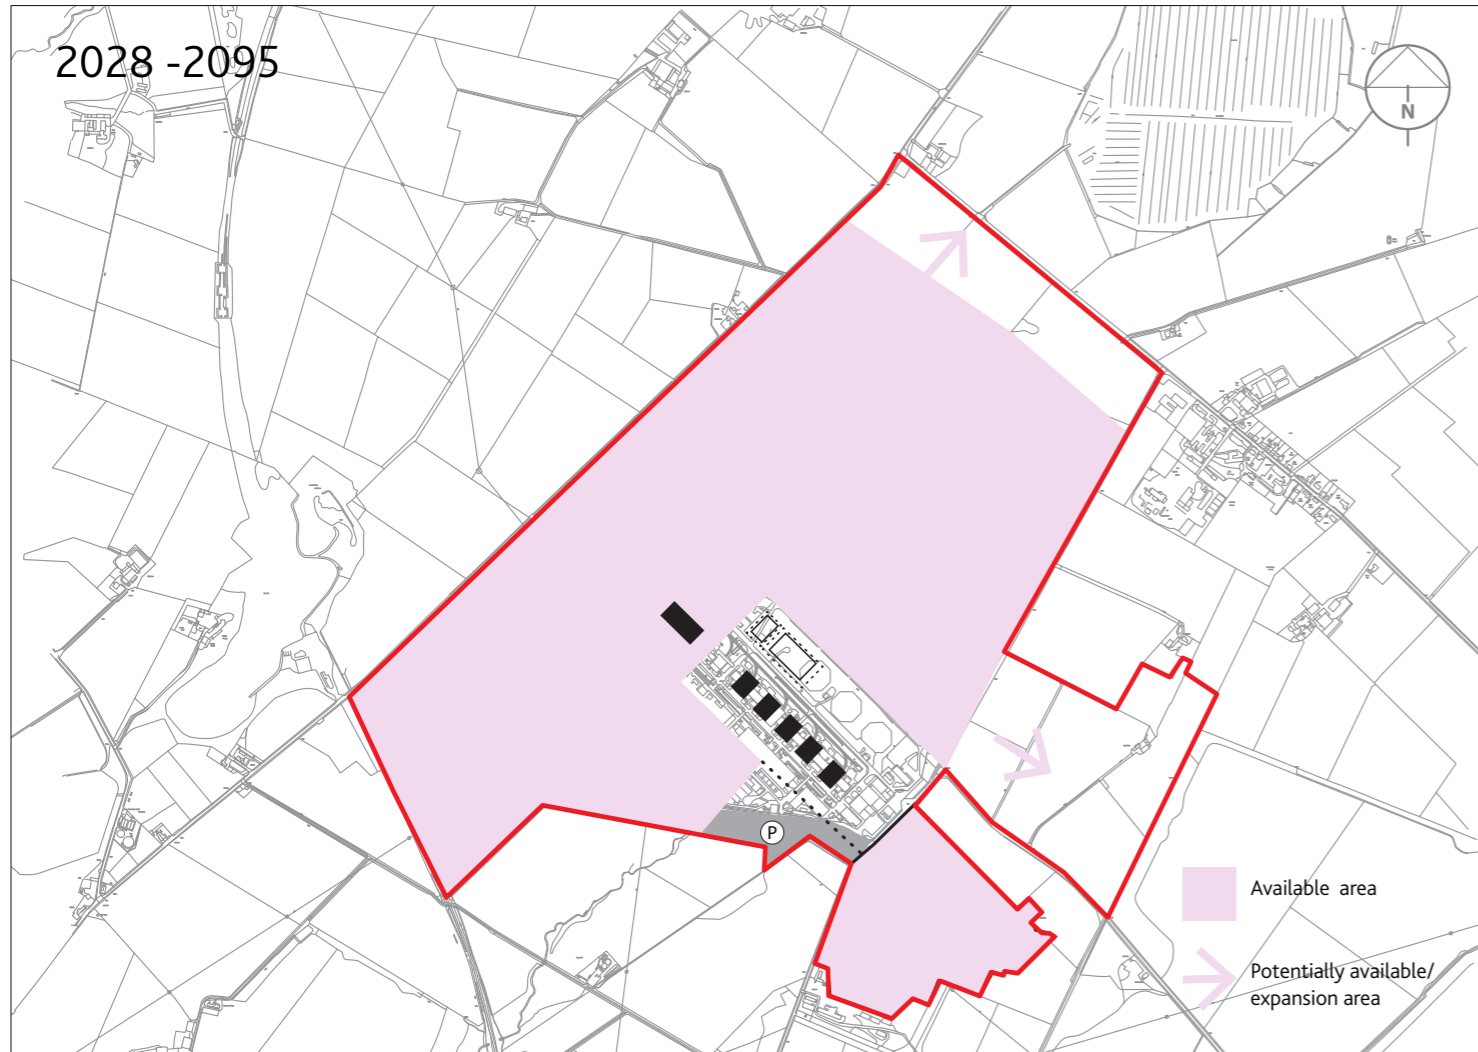 2028 -2095
N
P
Available area
Potentially available/
expansion area